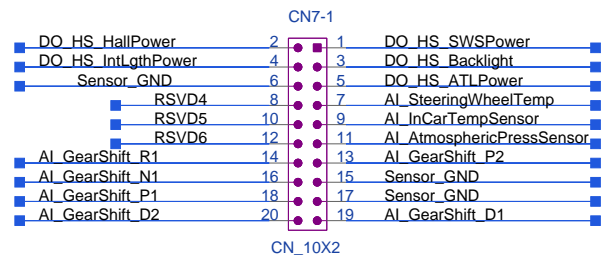 CN7-1
DO_HS_HallPower 2 1 DO_HS_SWSPower
DO_HS_IntLgthPower 4 3 DO_HS_Backlight
Sensor_GND 6 5 DO_HS_ATLPower
RSVD4 8 7 AI_SteeringWheelTemp
RSVD5 10 9 AI_InCarTempSensor
RSVD6 12 11 AI_AtmosphericPressSensor
AI_GearShift_R1 14 13 AI_GearShift_P2
AI_GearShift_N1 16 15 Sensor_GND
AI_GearShift_P1 18 17 Sensor_GND
AI_GearShift_D2 20 19 AI_GearShift_D1
CN_10X2